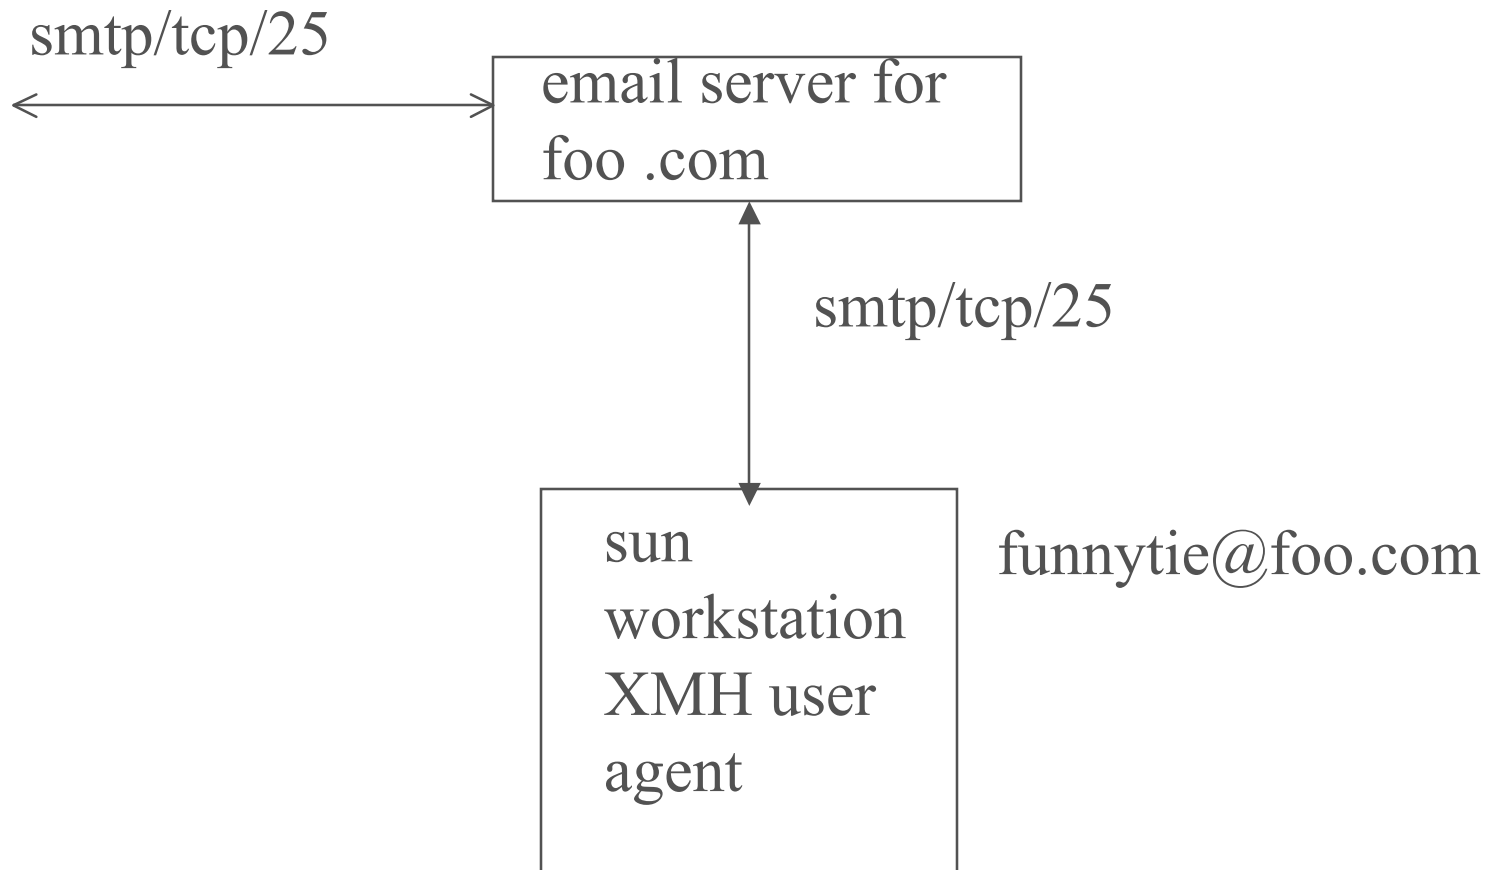 smtp/tcp/25
email server for
foo .com
smtp/tcp/25
sun
workstation
XMH user
agent
funnytie@foo.com